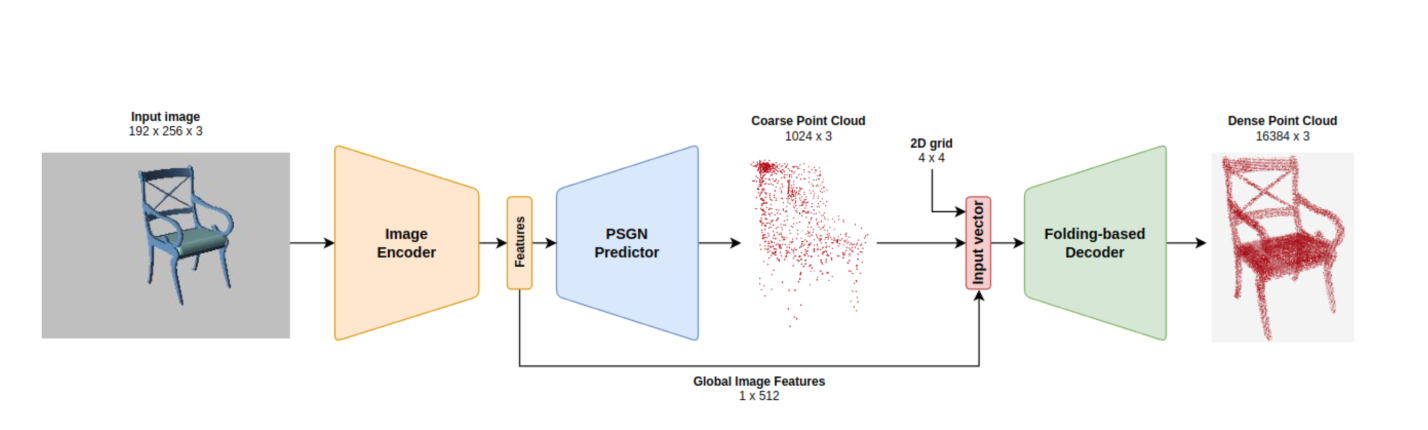 Input image
192 x 256 x 3
Image
Encoder
Features
PSGN
Predictor
Coarse Point Cloud
1024 x 3
2D grid
4 x 4
Input vector
Folding-based
Decoder
Dense Point Cloud
16384 x 3
Global Image Features
1 x 512